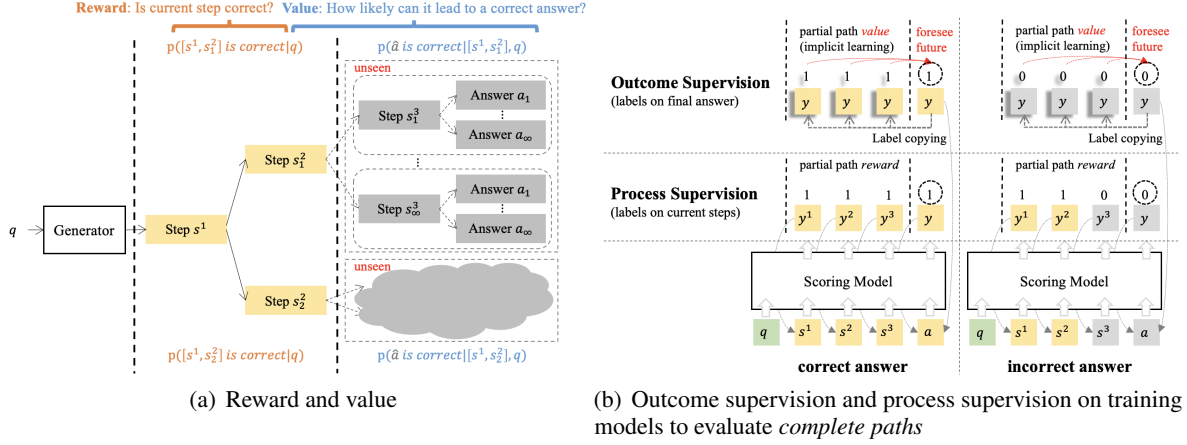 Reward: Is current step correct?
Value: How likely can it lead to a correct answer?
p([s¹, s₁²] is correct|q)
p(â is correct|[s¹, s₁²], q)
unseen
Step s₁³
Answer a₁
⋮
Answer a∞
Step s₁²
⋮
Step s∞³
Answer a₁
⋮
Answer a∞
q
Generator
Step s¹
unseen
Step s₂²
p([s¹, s₂²] is correct|q)
p(â is correct|[s¹, s₂²], q)
(a) Reward and value
partial path value
(implicit learning)
foresee
future
partial path value
(implicit learning)
foresee
future
Outcome Supervision
(labels on final answer)
1 1 1 1
y y y y
Label copying
0 0 0 0
y y y y
Label copying
partial path reward
partial path reward
Process Supervision
(labels on current steps)
1 1 1 1
y¹ y² y³ y
1 1 0 0
y¹ y² y³ y
Scoring Model
Scoring Model
q s¹ s² s³ a
q s¹ s² s³ a
correct answer
incorrect answer
(b) Outcome supervision and process supervision on training
models to evaluate complete paths